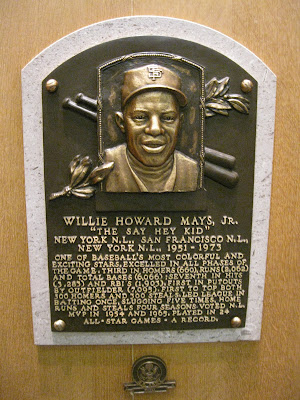 SF
WILLIE HOWARD MAYS, JR.
"THE SAY HEY KID"
NEW YORK N.L., SAN FRANCISCO N.L.,
NEW YORK N.L., 1951 – 1973
ONE OF BASEBALL'S MOST COLORFUL AND
EXCITING STARS. EXCELLED IN ALL PHASES OF
THE GAME. THIRD IN HOMERS (660), RUNS (2,062)
AND TOTAL BASES (6,066); SEVENTH IN HITS
(3,283) AND RBI'S (1,903). FIRST IN PUTOUTS
BY OUTFIELDER (7,095). FIRST TO TOP BOTH
300 HOMERS AND 300 STEALS. LED LEAGUE IN
BATTING ONCE, SLUGGING FIVE TIMES, HOME
RUNS AND STEALS FOUR SEASONS. VOTED N.L.
MVP IN 1954 AND 1965. PLAYED IN 24
ALL-STAR GAMES – A RECORD.